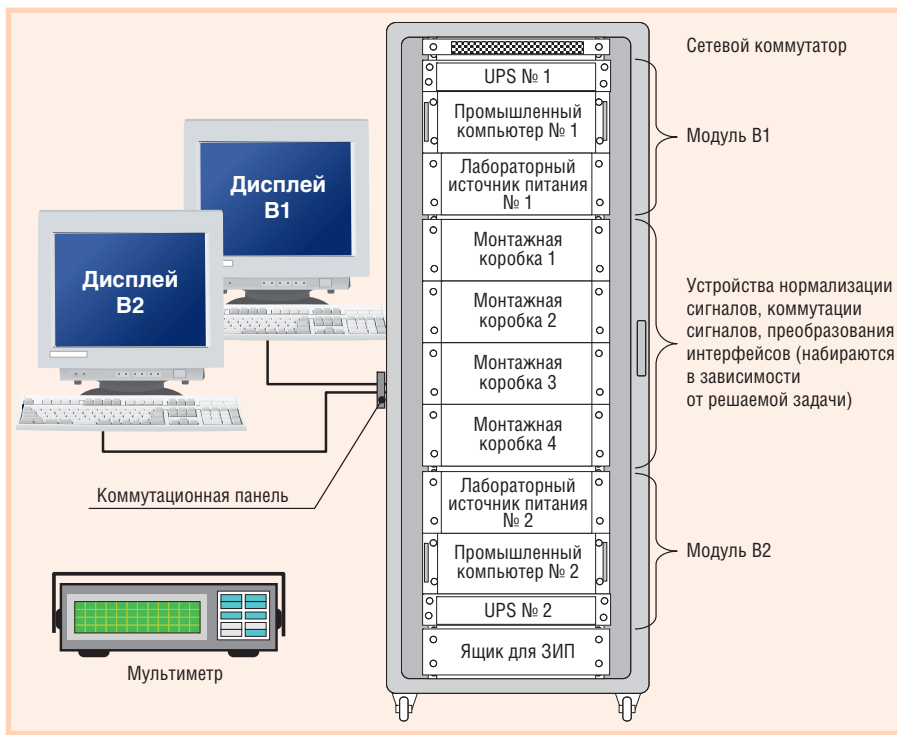 Сетевой коммутатор
UPS № 1
Промышленный
компьютер № 1
Модуль В1
Лабораторный
источник питания
№ 1
Дисплей
В1
Дисплей
В2
Монтажная
коробка 1
Монтажная
коробка 2
Монтажная
коробка 3
Монтажная
коробка 4
Устройства нормализации
сигналов, коммутации
сигналов, преобразования
интерфейсов (набираются
в зависимости
от решаемой задачи)
Коммутационная панель
Лабораторный
источник питания
№ 2
Промышленный
компьютер № 2
Модуль В2
UPS № 2
Ящик для ЗИП
Мультиметр